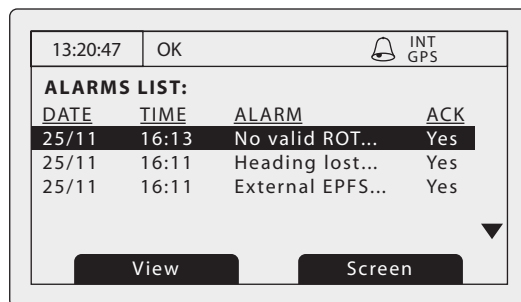 13:20:47 OK INT
GPS
ALARMS LIST:
DATE TIME ALARM ACK
25/11 16:13 No valid ROT... Yes
25/11 16:11 Heading lost... Yes
25/11 16:11 External EPFS... Yes
View Screen